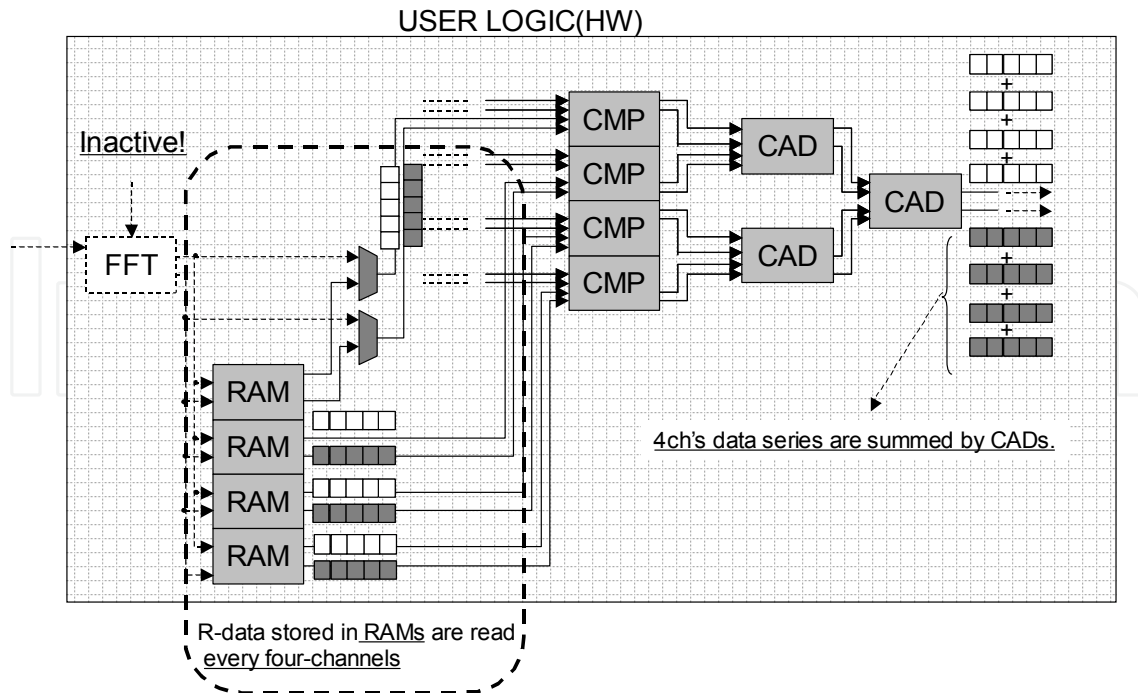 USER LOGIC(HW)
Inactive!
FFT
RAM
RAM
RAM
RAM
CMP
CMP
CMP
CMP
CAD
CAD
CAD
+
+
+
+
+
+
4ch's data series are summed by CADs.
R-data stored in RAMs are read
every four-channels